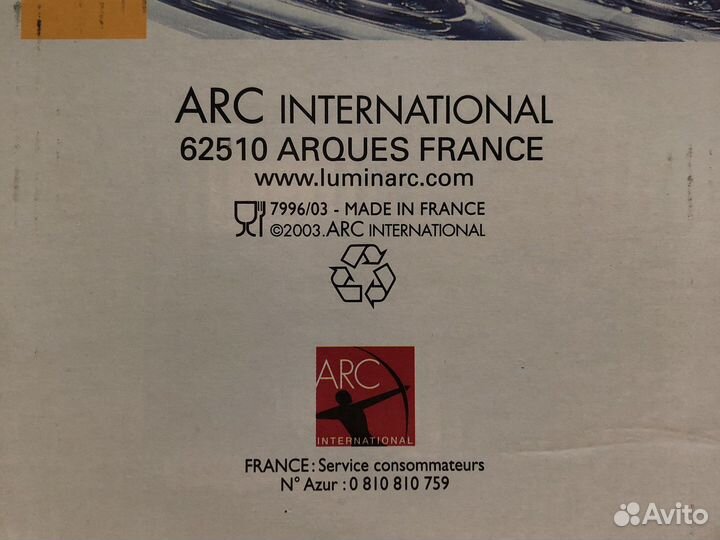 ARC INTERNATIONAL
62510 ARQUES FRANCE
www.luminarc.com
7996/03 - MADE IN FRANCE
©2003.ARC INTERNATIONAL
ARC
INTERNATIONAL
FRANCE: Service consommateurs
N° Azur : 0 810 810 759
Avito